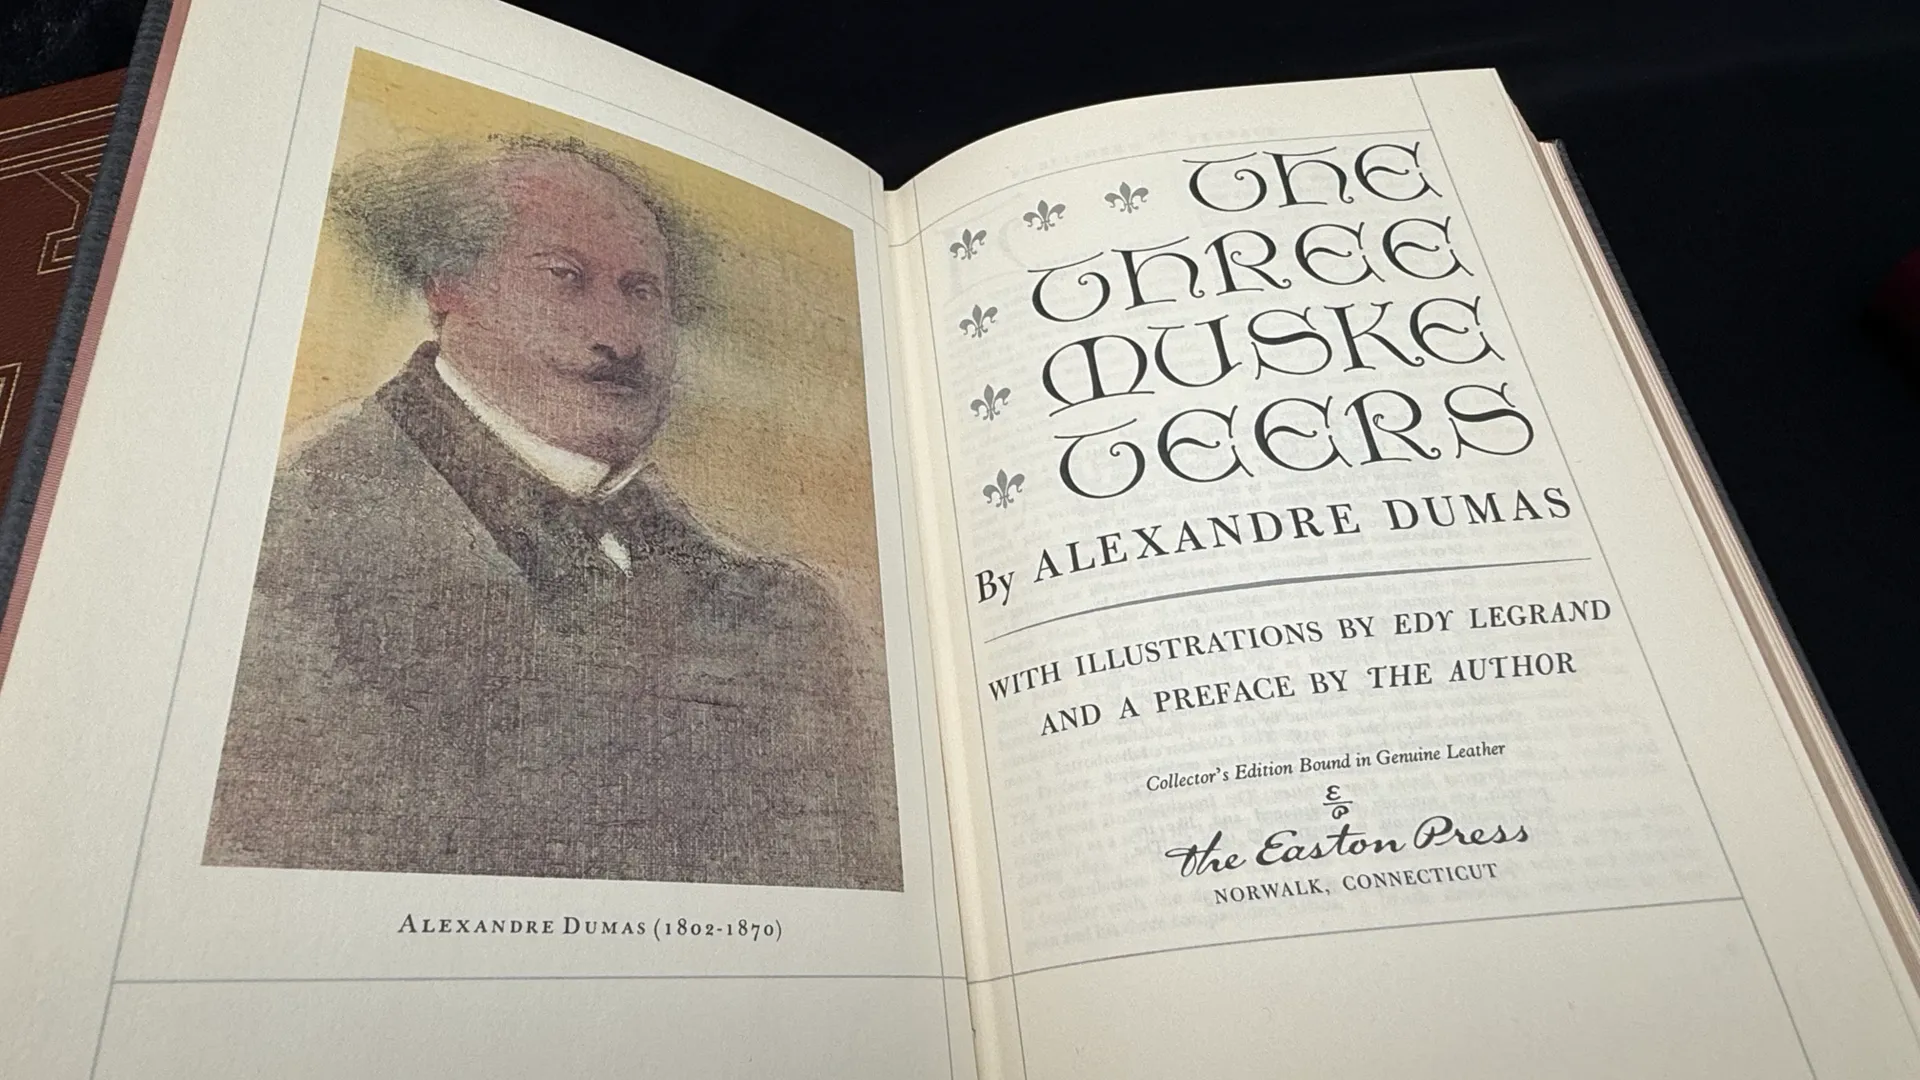 ALEXANDRE DUMAS (1802-1870)
THE
THREE
MUSKE
TEERS
By ALEXANDRE DUMAS
WITH ILLUSTRATIONS BY EDY LEGRAND
AND A PREFACE BY THE AUTHOR
Collector's Edition Bound in Genuine Leather
The Easton Press
NORWALK, CONNECTICUT